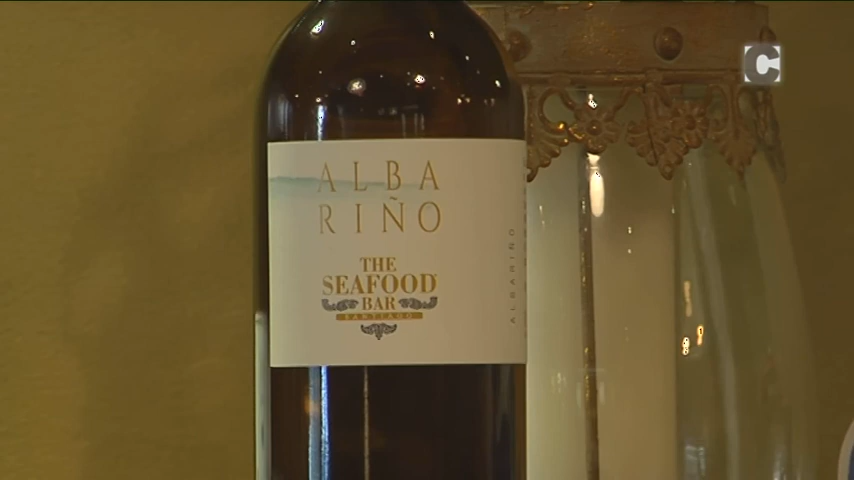 ALBA
RIÑO
THE
SEAFOOD
BAR
SANTIAGO
ALBARIÑO
C